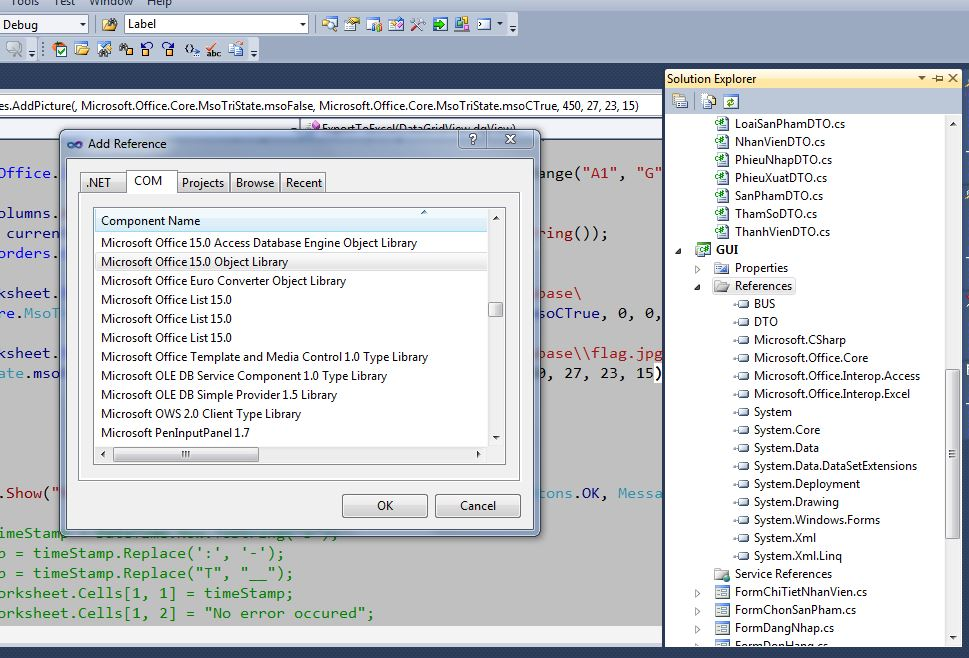 Tools Test Window Help
Debug Label
Solution Explorer
es.AddPicture(, Microsoft.Office.Core.MsoTriState.msoFalse, Microsoft.Office.Core.MsoTriState.msoCTrue, 450, 27, 23, 15)
ExportToExcel(DataGridView dgView)
Add Reference
.NET COM Projects Browse Recent
Component Name
Microsoft Office 15.0 Access Database Engine Object Library
Microsoft Office 15.0 Object Library
Microsoft Office Euro Converter Object Library
Microsoft Office List 15.0
Microsoft Office List 15.0
Microsoft Office List 15.0
Microsoft Office Template and Media Control 1.0 Type Library
Microsoft OLE DB Service Component 1.0 Type Library
Microsoft OLE DB Simple Provider 1.5 Library
Microsoft OWS 2.0 Client Type Library
Microsoft PenInputPanel 1.7
OK Cancel
Office. ange("A1", "G"
olumns.
curren ring());
orders.
ksheet. base\
re.MsoT soCTrue, 0, 0,
ksheet. base\\flag.jpg
ate.mso 0, 27, 23, 15)
.Show(" tons.OK, Messa
p = timeStamp.Replace(':', '-');
p = timeStamp.Replace("T", "__");
orksheet.Cells[1, 1] = timeStamp;
orksheet.Cells[1, 2] = "No error occured";
LoaiSanPhamDTO.cs
NhanVienDTO.cs
PhieuNhapDTO.cs
PhieuXuatDTO.cs
SanPhamDTO.cs
ThamSoDTO.cs
ThanhVienDTO.cs
GUI
Properties
References
BUS
DTO
Microsoft.CSharp
Microsoft.Office.Core
Microsoft.Office.Interop.Access
Microsoft.Office.Interop.Excel
System
System.Core
System.Data
System.Data.DataSetExtensions
System.Deployment
System.Drawing
System.Windows.Forms
System.Xml
System.Xml.Linq
Service References
FormChiTietNhanVien.cs
FormChonSanPham.cs
FormDangNhap.cs
FormDonHang.cs